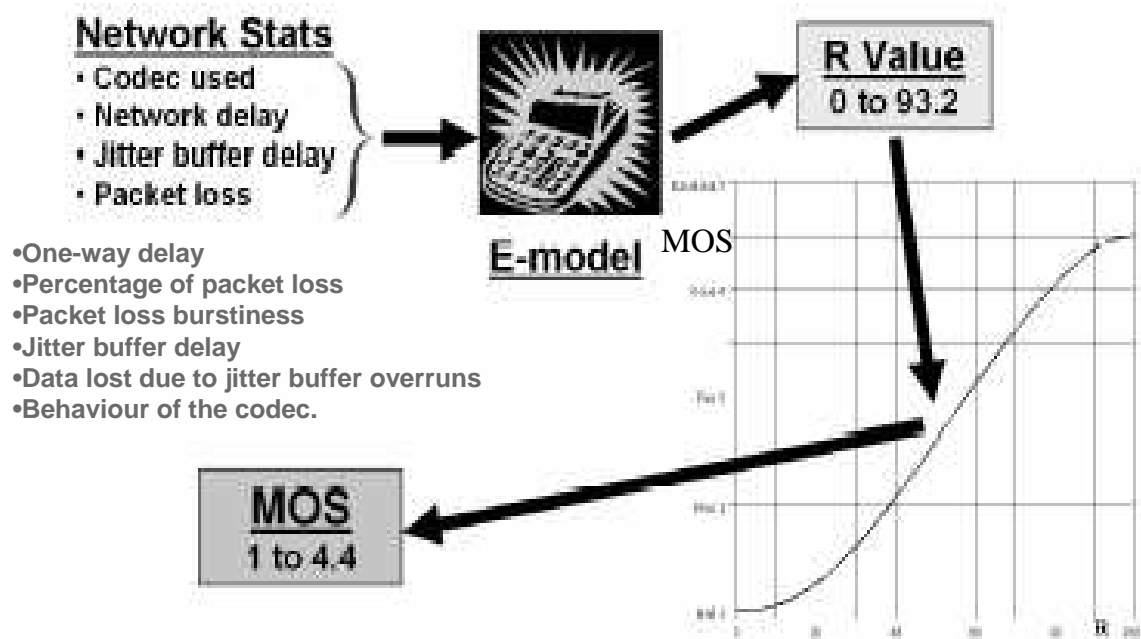 Network Stats
• Codec used
• Network delay
• Jitter buffer delay
• Packet loss
E-model
R Value
0 to 93.2
•One-way delay
•Percentage of packet loss
•Packet loss burstiness
•Jitter buffer delay
•Data lost due to jitter buffer overruns
•Behaviour of the codec.
MOS
MOS
1 to 4.4